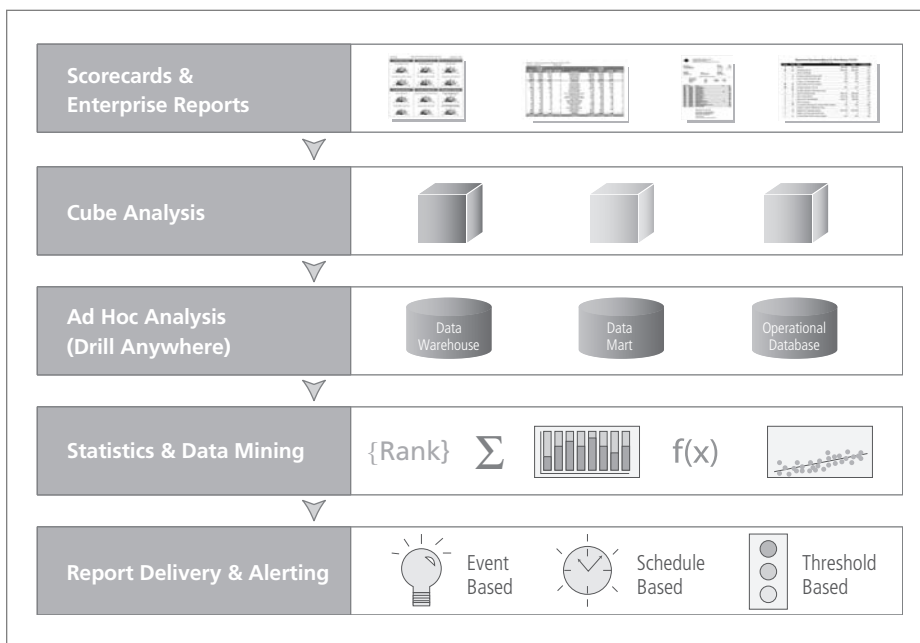 Scorecards &
Enterprise Reports
Cube Analysis
Ad Hoc Analysis
(Drill Anywhere)
Data
Warehouse
Data
Mart
Operational
Database
Statistics & Data Mining
{Rank}
Σ
f(x)
Report Delivery & Alerting
Event
Based
Schedule
Based
Threshold
Based